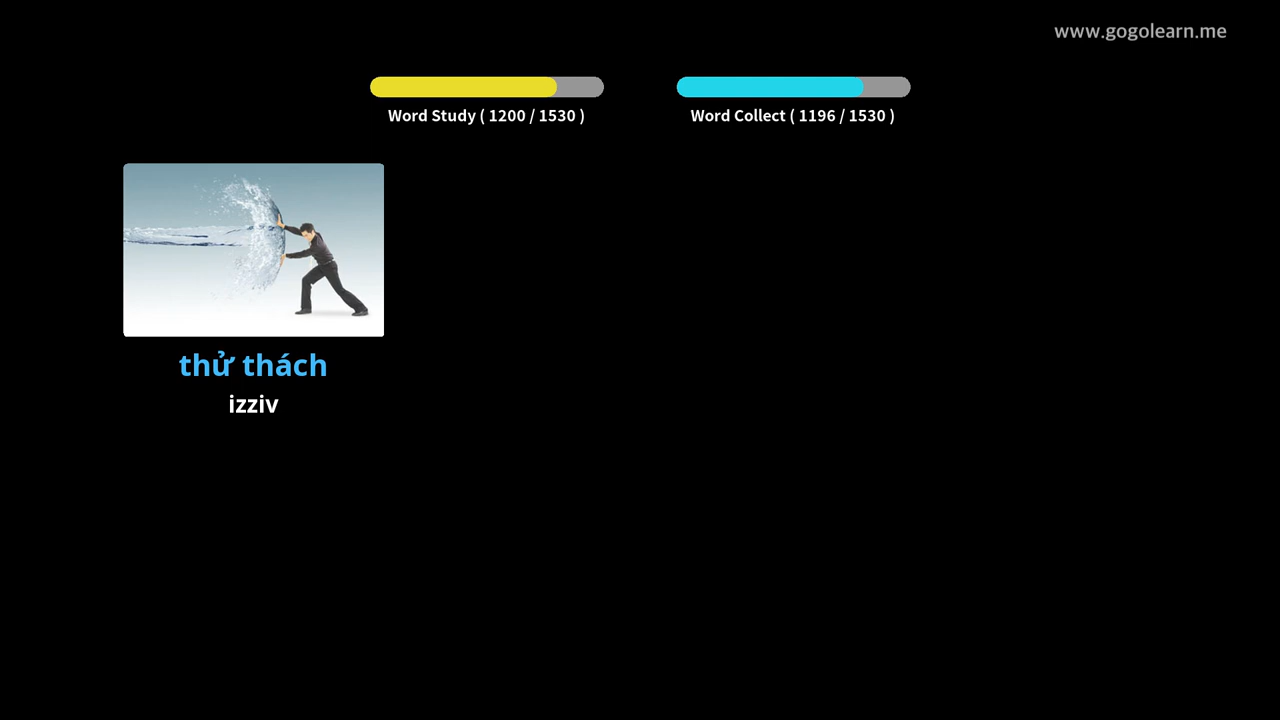 www.gogolearn.me
Word Study ( 1200 / 1530 )
Word Collect ( 1196 / 1530 )
thử thách
izziv